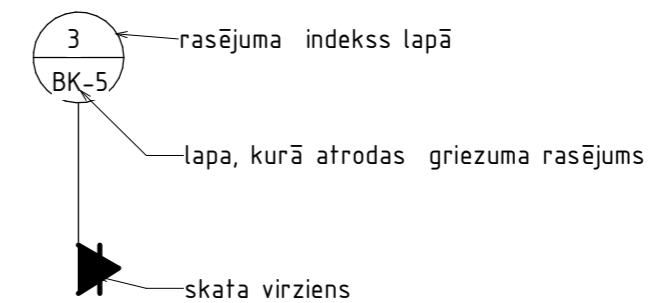 3
rasējuma indekss lapā
BK-5
lapa, kurā atrodas griezuma rasējums
skata virziens